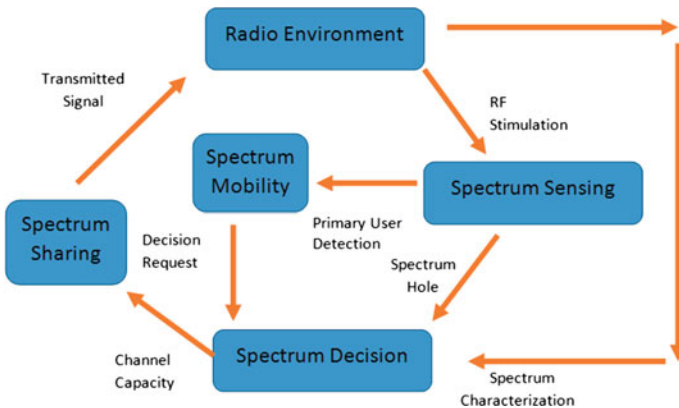 Radio Environment
Transmitted
Signal
RF
Stimulation
Spectrum
Mobility
Spectrum Sensing
Spectrum
Sharing
Decision
Request
Primary User
Detection
Spectrum
Hole
Channel
Capacity
Spectrum Decision
Spectrum
Characterization